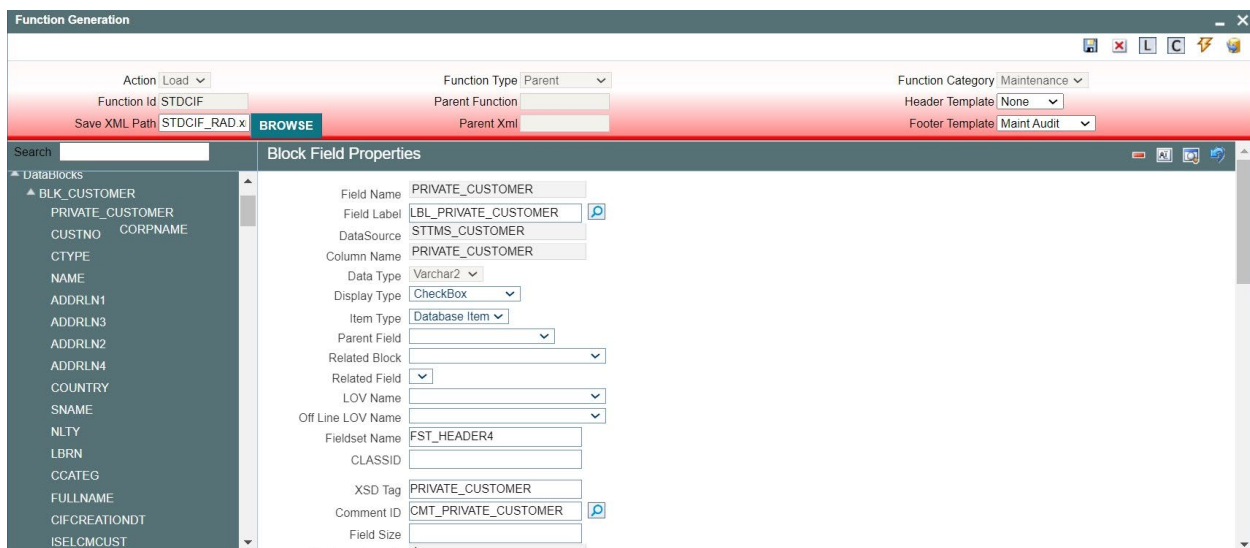 Function Generation
L C
Action Load Function Type Parent Function Category Maintenance
Function Id STDCIF Parent Function Header Template None
Save XML Path STDCIF_RAD.x BROWSE Parent Xml Footer Template Maint Audit
Search Block Field Properties
DataBlocks
BLK_CUSTOMER
PRIVATE_CUSTOMER
CUSTNO CORPNAME
CTYPE
NAME
ADDRLN1
ADDRLN3
ADDRLN2
ADDRLN4
COUNTRY
SNAME
NLTY
LBRN
CCATEG
FULLNAME
CIFCREATIONDT
ISELCMCUST
Field Name PRIVATE_CUSTOMER
Field Label LBL_PRIVATE_CUSTOMER
DataSource STTMS_CUSTOMER
Column Name PRIVATE_CUSTOMER
Data Type Varchar2
Display Type CheckBox
Item Type Database Item
Parent Field
Related Block
Related Field
LOV Name
Off Line LOV Name
Fieldset Name FST_HEADER4
CLASSID
XSD Tag PRIVATE_CUSTOMER
Comment ID CMT_PRIVATE_CUSTOMER
Field Size